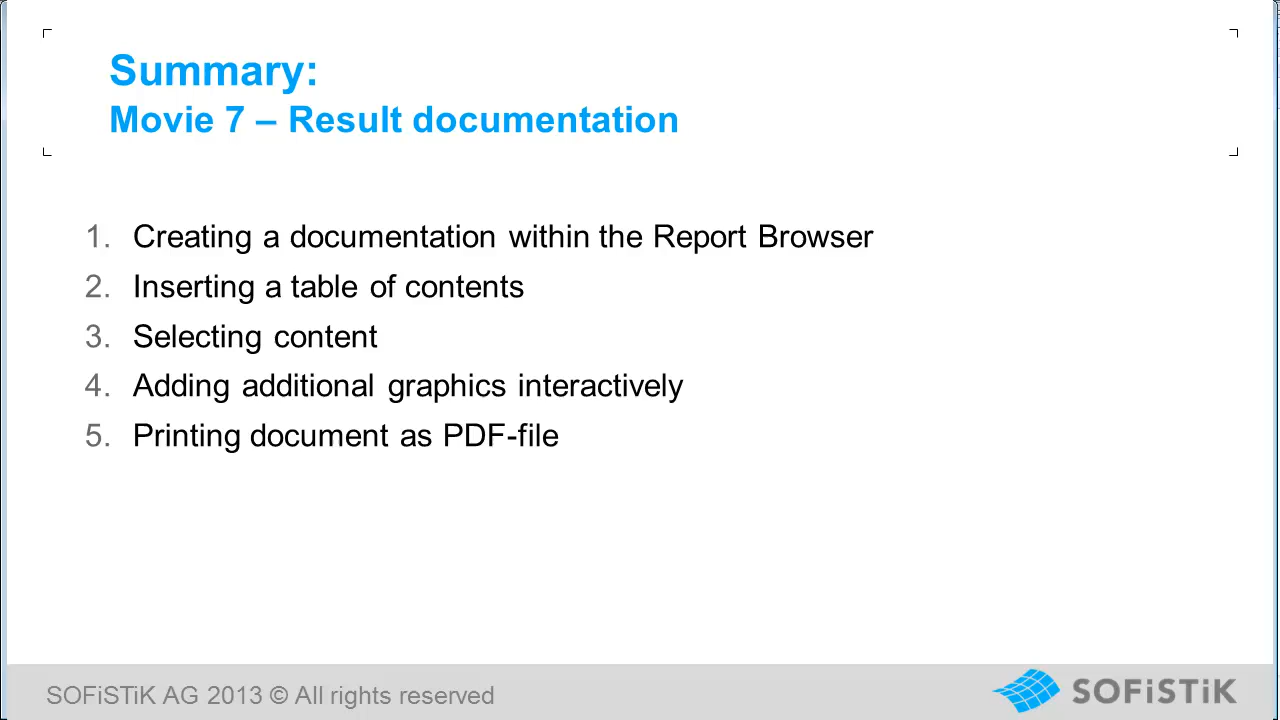 Summary:
Movie 7 – Result documentation
1. Creating a documentation within the Report Browser
2. Inserting a table of contents
3. Selecting content
4. Adding additional graphics interactively
5. Printing document as PDF-file
SOFiSTiK AG 2013 © All rights reserved
SOFiSTiK